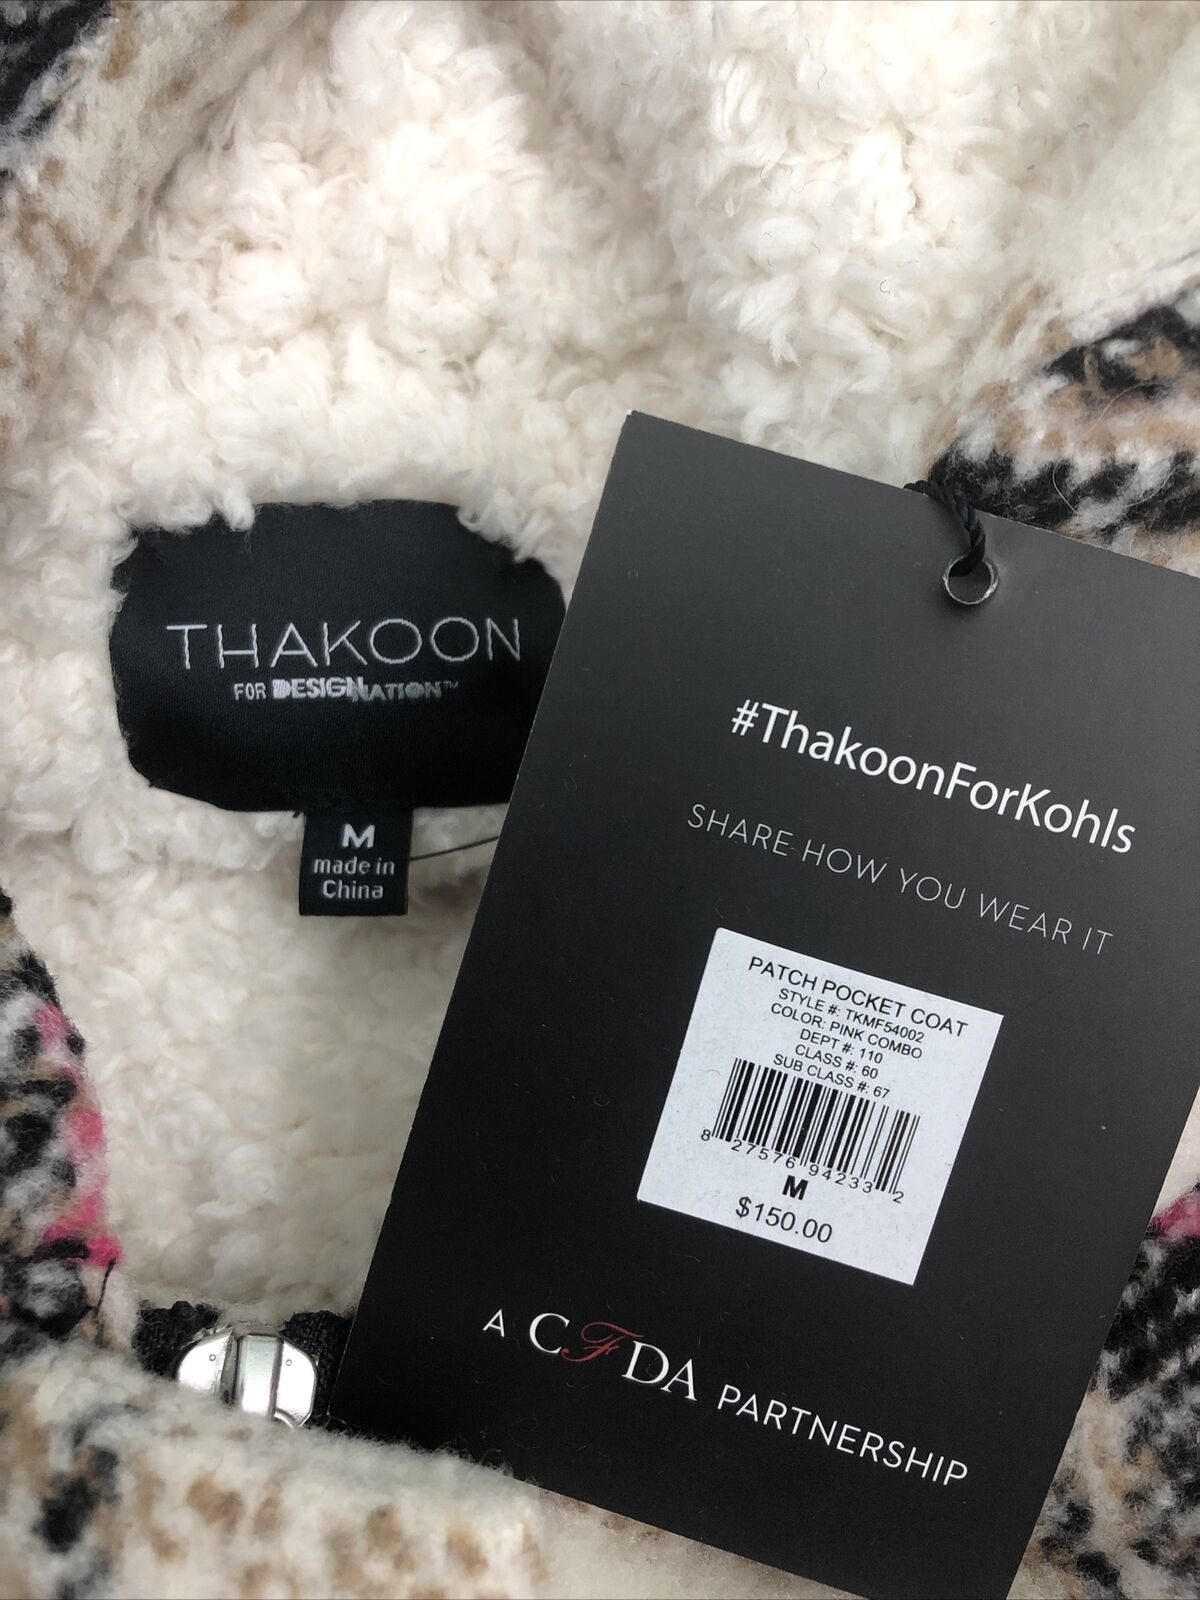 THAKOON
FOR DESIGNATION™
M
made in
China
#ThakoonForKohls
SHARE HOW YOU WEAR IT
PATCH POCKET COAT
STYLE #: TKMF54002
COLOR: PINK COMBO
DEPT #: 110
CLASS #: 60
SUB CLASS #: 67
8 27576 94233 2
M
$150.00
A CFDA PARTNERSHIP